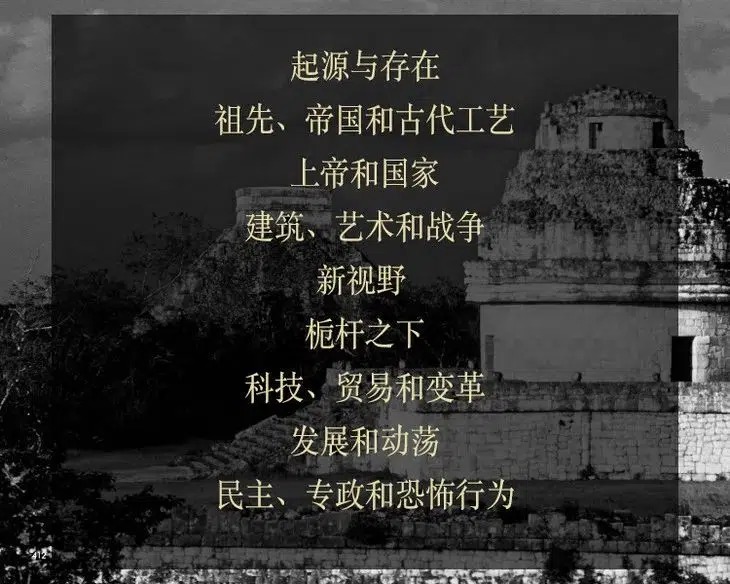 起源与存在
祖先、帝国和古代工艺
上帝和国家
建筑、艺术和战争
新视野
桅杆之下
科技、贸易和变革
发展和动荡
民主、专政和恐怖行为
412